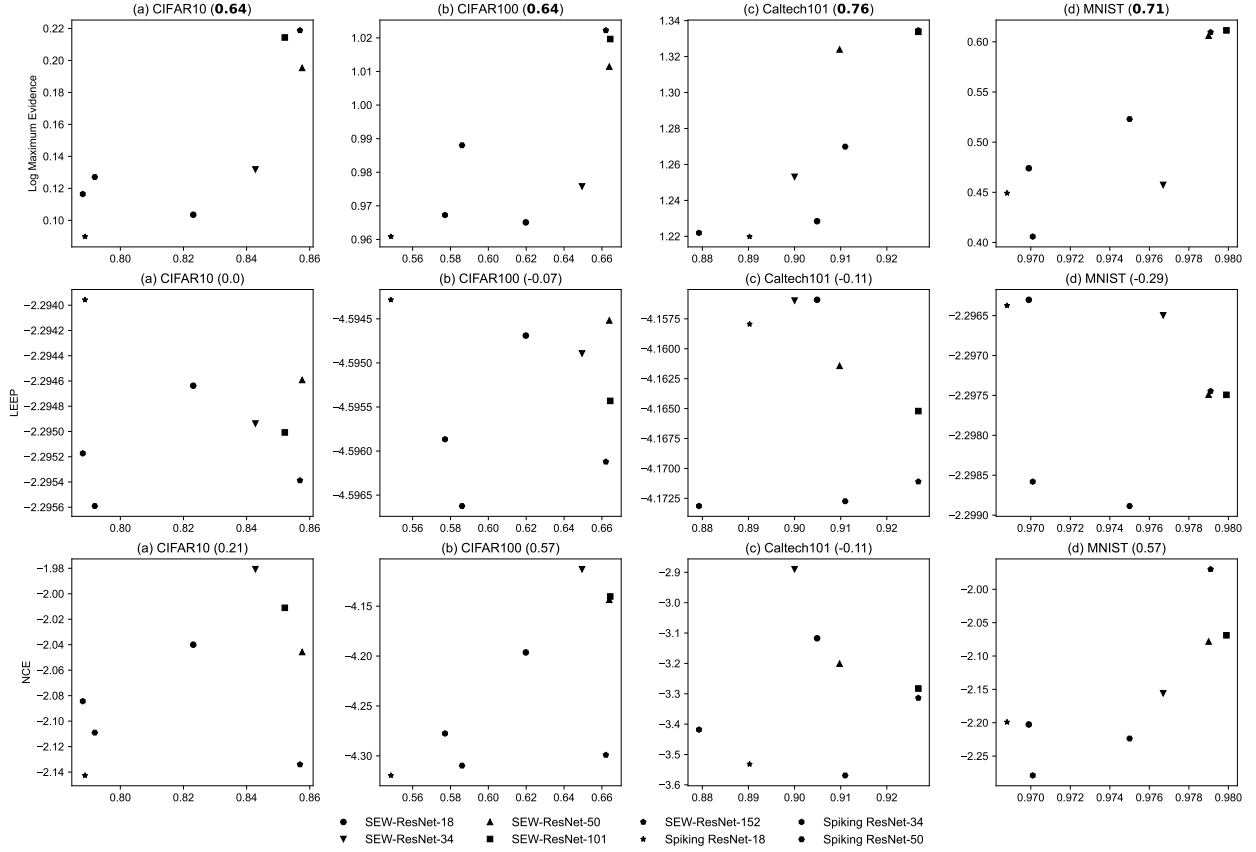 (a) CIFAR10 (0.64)
(b) CIFAR100 (0.64)
(c) Caltech101 (0.76)
(d) MNIST (0.71)
Log Maximum Evidence
0.22
0.20
0.18
0.16
0.14
0.12
0.10
0.80 0.82 0.84 0.86
1.02
1.01
1.00
0.99
0.98
0.97
0.96
0.56 0.58 0.60 0.62 0.64 0.66
1.34
1.32
1.30
1.28
1.26
1.24
1.22
0.88 0.89 0.90 0.91 0.92
0.60
0.55
0.50
0.45
0.40
0.970 0.972 0.974 0.976 0.978 0.980
(a) CIFAR10 (0.0)
(b) CIFAR100 (-0.07)
(c) Caltech101 (-0.11)
(d) MNIST (-0.29)
LEEP
−2.2940
−2.2942
−2.2944
−2.2946
−2.2948
−2.2950
−2.2952
−2.2954
−2.2956
0.80 0.82 0.84 0.86
−4.5945
−4.5950
−4.5955
−4.5960
−4.5965
0.56 0.58 0.60 0.62 0.64 0.66
−4.1575
−4.1600
−4.1625
−4.1650
−4.1675
−4.1700
−4.1725
0.88 0.89 0.90 0.91 0.92
−2.2965
−2.2970
−2.2975
−2.2980
−2.2985
−2.2990
0.970 0.972 0.974 0.976 0.978 0.980
(a) CIFAR10 (0.21)
(b) CIFAR100 (0.57)
(c) Caltech101 (-0.11)
(d) MNIST (0.57)
NCE
−1.98
−2.00
−2.02
−2.04
−2.06
−2.08
−2.10
−2.12
−2.14
0.80 0.82 0.84 0.86
−4.15
−4.20
−4.25
−4.30
0.56 0.58 0.60 0.62 0.64 0.66
−2.9
−3.0
−3.1
−3.2
−3.3
−3.4
−3.5
−3.6
0.88 0.89 0.90 0.91 0.92
−2.00
−2.05
−2.10
−2.15
−2.20
−2.25
0.970 0.972 0.974 0.976 0.978 0.980
SEW-ResNet-18 SEW-ResNet-50 SEW-ResNet-152 Spiking ResNet-34
SEW-ResNet-34 SEW-ResNet-101 Spiking ResNet-18 Spiking ResNet-50